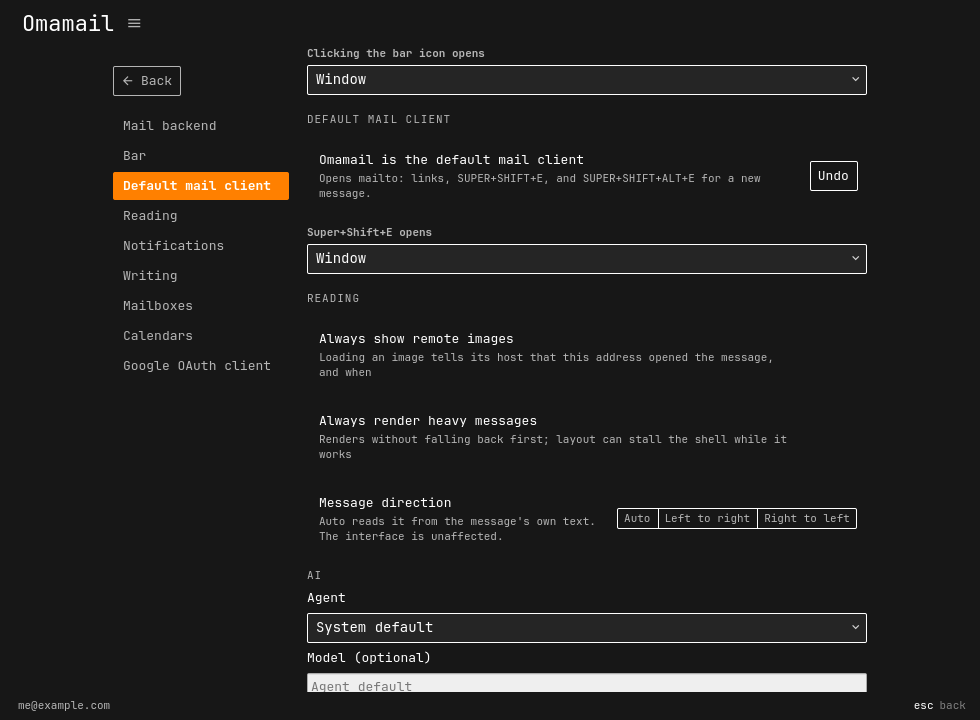 Omamail
← Back
Mail backend
Bar
Default mail client
Reading
Notifications
Writing
Mailboxes
Calendars
Google OAuth client
Clicking the bar icon opens
Window
DEFAULT MAIL CLIENT
Omamail is the default mail client
Opens mailto: links, SUPER+SHIFT+E, and SUPER+SHIFT+ALT+E for a new
message.
Undo
Super+Shift+E opens
Window
READING
Always show remote images
Loading an image tells its host that this address opened the message,
and when
Always render heavy messages
Renders without falling back first; layout can stall the shell while it
works
Message direction
Auto reads it from the message's own text.
The interface is unaffected.
Auto Left to right Right to left
AI
Agent
System default
Model (optional)
Agent default
me@example.com
esc back